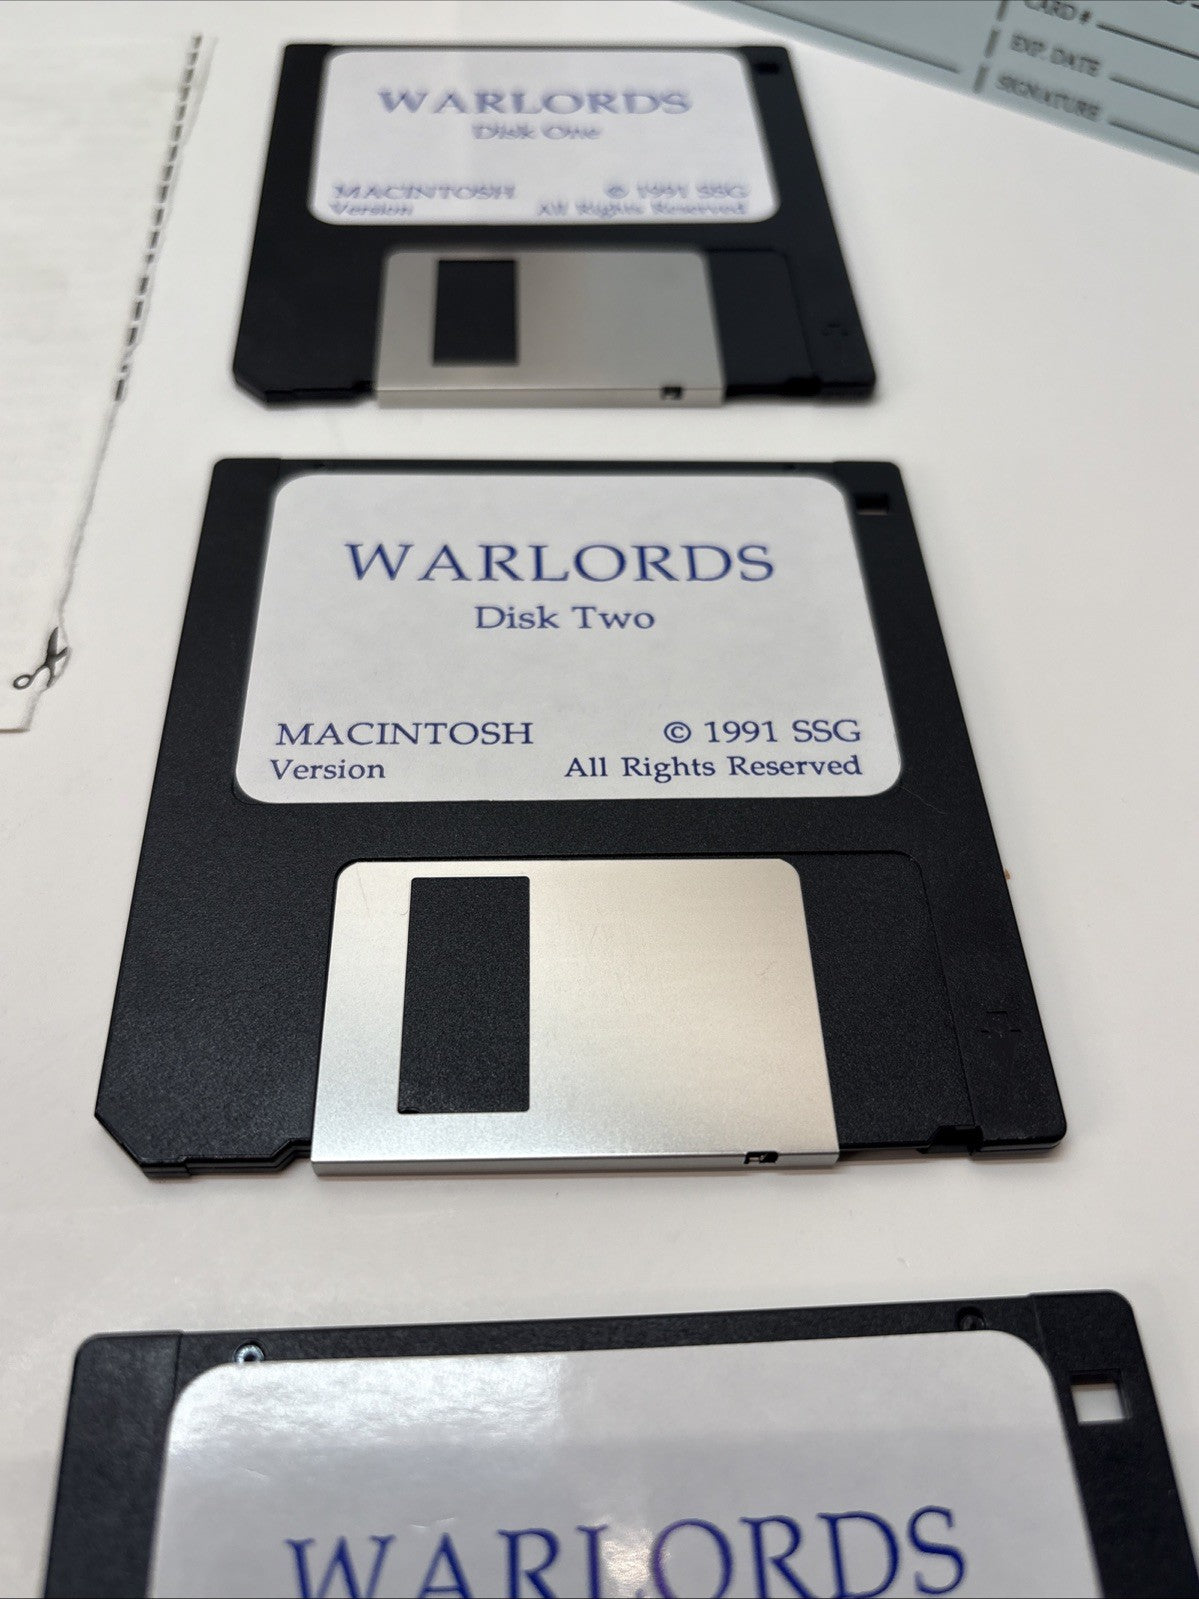 CARD #
EXP. DATE
SIGNATURE
WARLORDS
Disk One
MACINTOSH
Version
© 1991 SSG
All Rights Reserved
WARLORDS
Disk Two
MACINTOSH
Version
© 1991 SSG
All Rights Reserved
WARLORDS